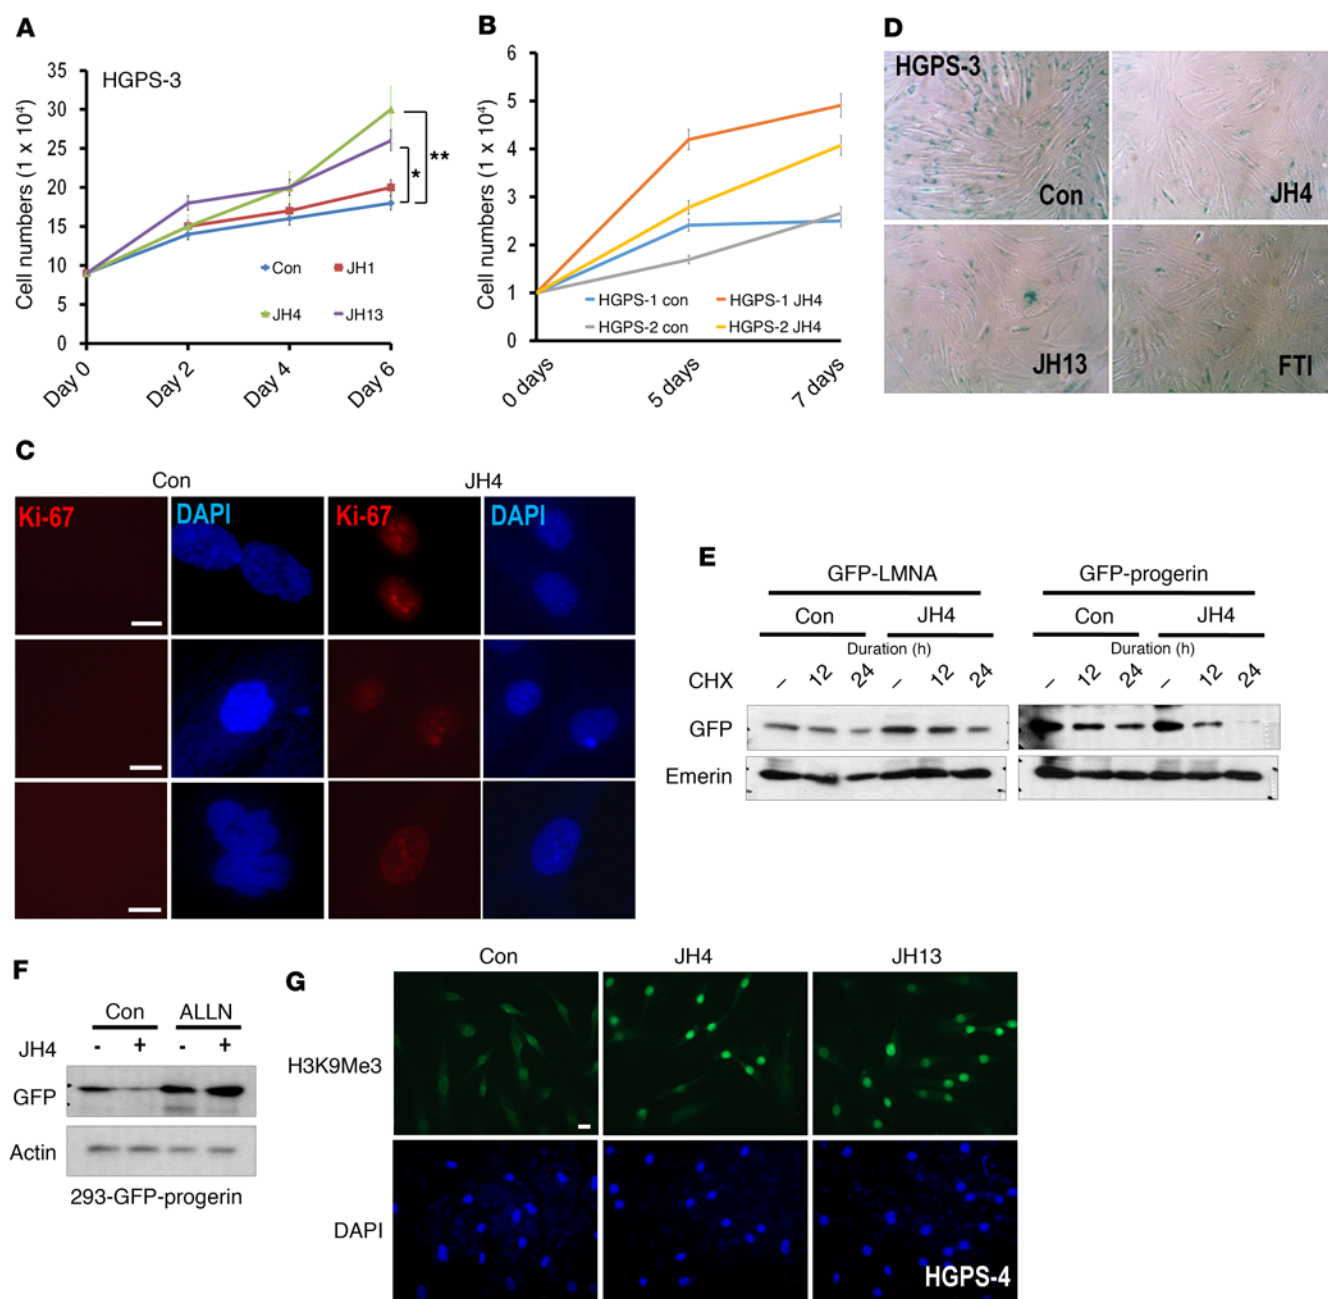 A
HGPS-3
Cell numbers (1 x 10⁴)
35
30
25
20
15
10
5
0
**
*
Con
JH1
JH4
JH13
Day 0
Day 2
Day 4
Day 6
B
Cell numbers (1 x 10⁴)
6
5
4
3
2
1
0
HGPS-1 con
HGPS-1 JH4
HGPS-2 con
HGPS-2 JH4
0 days
5 days
7 days
D
HGPS-3
Con
JH4
JH13
FTI
C
Con
JH4
Ki-67
DAPI
Ki-67
DAPI
E
GFP-LMNA
GFP-progerin
Con
JH4
Con
JH4
Duration (h)
Duration (h)
CHX
– 12 24 – 12 24
– 12 24 – 12 24
GFP
Emerin
F
Con
ALLN
JH4 - + - +
GFP
Actin
293-GFP-progerin
G
Con
JH4
JH13
H3K9Me3
DAPI
HGPS-4